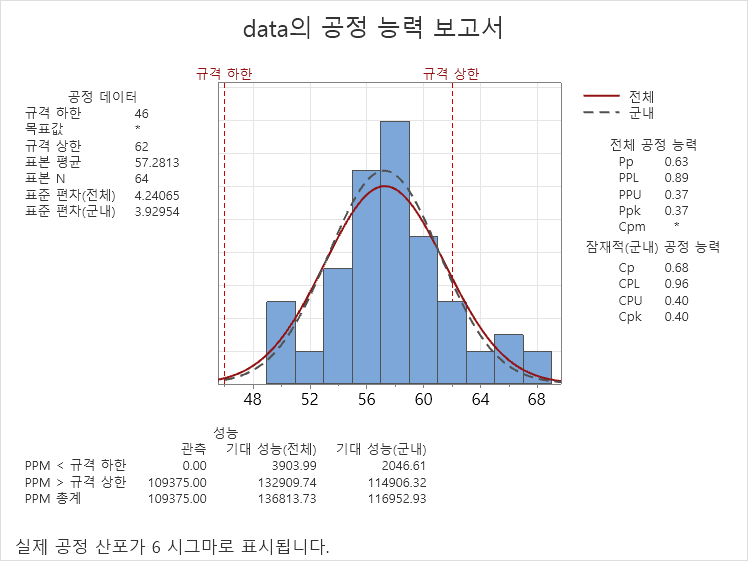 data의 공정 능력 보고서
규격 하한 규격 상한
공정 데이터
규격 하한 46
목표값 *
규격 상한 62
표본 평균 57.2813
표본 N 64
표준 편차(전체) 4.24065
표준 편차(군내) 3.92954
전체
군내
전체 공정 능력
Pp 0.63
PPL 0.89
PPU 0.37
Ppk 0.37
Cpm *
잠재적(군내) 공정 능력
Cp 0.68
CPL 0.96
CPU 0.40
Cpk 0.40
48 52 56 60 64 68
성능
관측 기대 성능(전체) 기대 성능(군내)
PPM < 규격 하한 0.00 3903.99 2046.61
PPM > 규격 상한 109375.00 132909.74 114906.32
PPM 총계 109375.00 136813.73 116952.93
실제 공정 산포가 6 시그마로 표시됩니다.